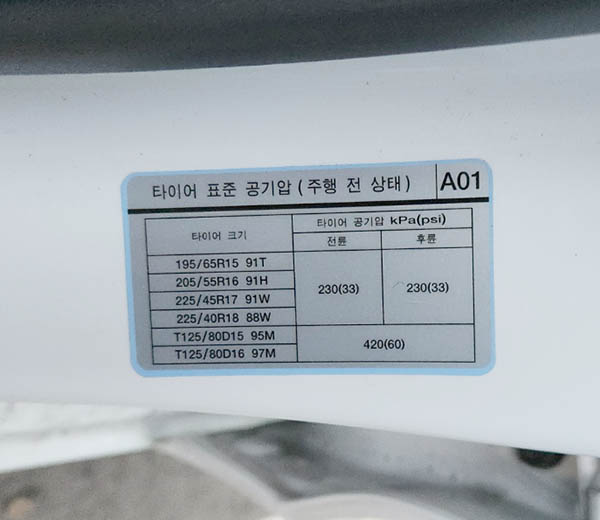 타이어 표준 공기압 (주행 전 상태) A01
타이어 크기 타이어 공기압 kPa(psi)
전륜 후륜
195/65R15 91T
205/55R16 91H
225/45R17 91W
225/40R18 88W
230(33) 230(33)
T125/80D15 95M
T125/80D16 97M
420(60)